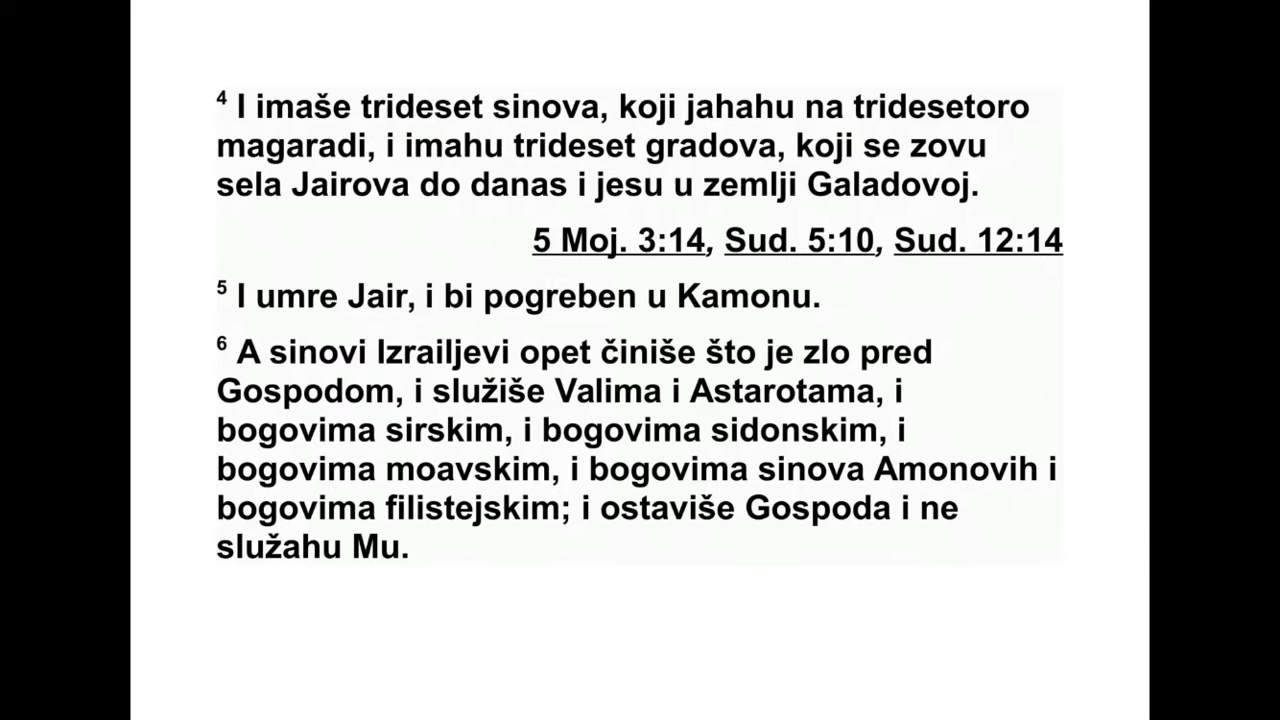 4 I imaše trideset sinova, koji jahahu na tridesetoro
magaradi, i imahu trideset gradova, koji se zovu
sela Jairova do danas i jesu u zemlji Galadovoj.
5 Moj. 3:14, Sud. 5:10, Sud. 12:14
5 I umre Jair, i bi pogreben u Kamonu.
6 A sinovi Izrailjevi opet činiše što je zlo pred
Gospodom, i služiše Valima i Astarotama, i
bogovima sirskim, i bogovima sidonskim, i
bogovima moavskim, i bogovima sinova Amonovih i
bogovima filistejskim; i ostaviše Gospoda i ne
služahu Mu.